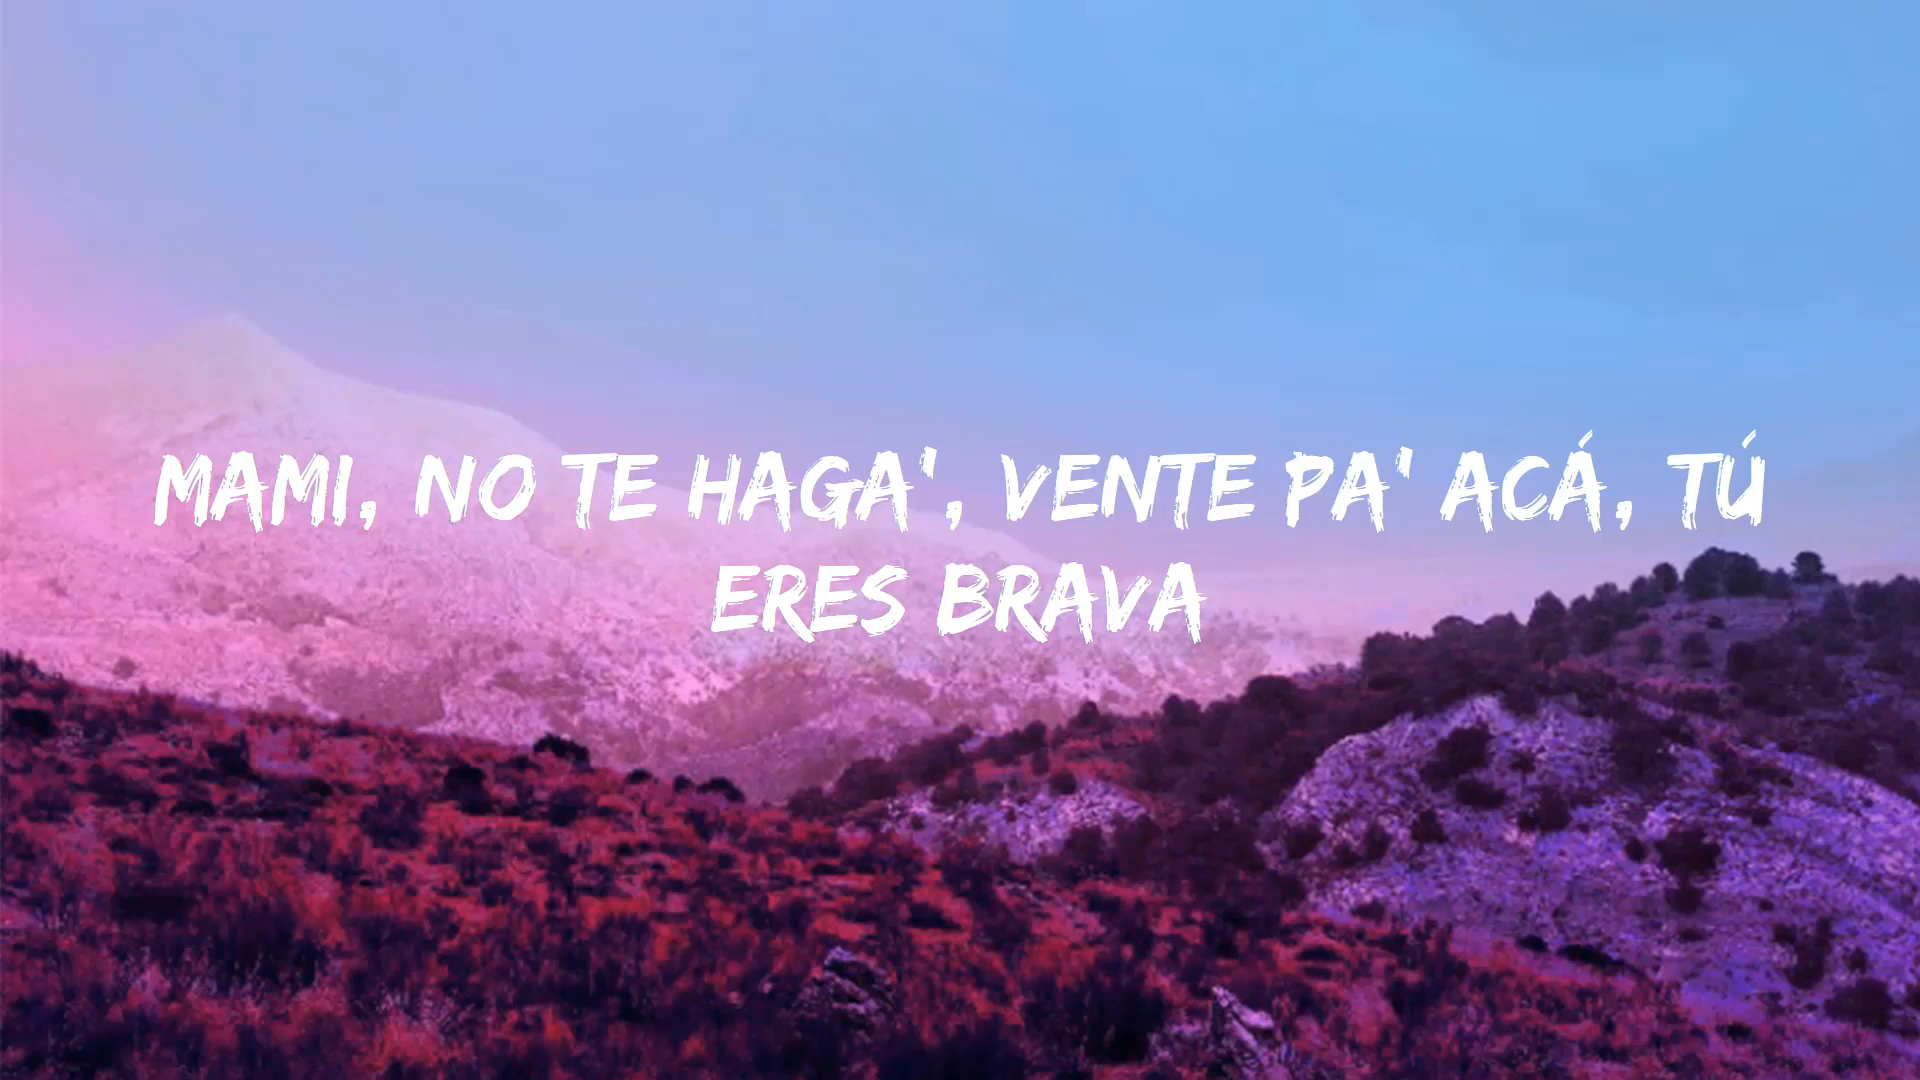 MAMI, NO TE HAGA', VENTE PA' ACÁ, TÚ
ERES BRAVA